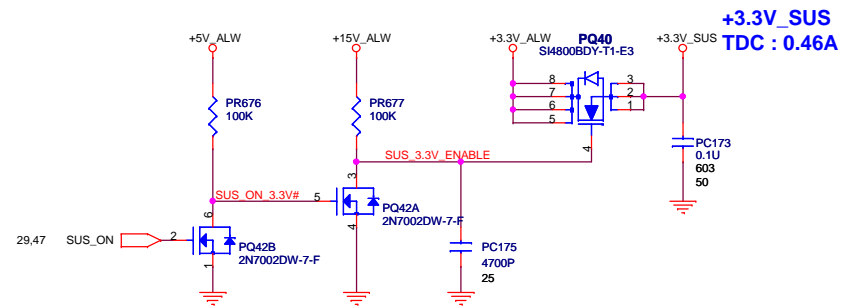 +3.3V_SUS
TDC : 0.46A
+5V_ALW
+15V_ALW
+3.3V_ALW
PQ40
SI4800BDY-T1-E3
+3.3V_SUS
8
7
6
5
3
2
1
4
PR676
100K
PR677
100K
PC173
0.1U
603
50
SUS_3.3V_ENABLE
SUS_ON_3.3V#
5
3
4
PQ42A
2N7002DW-7-F
29,47
SUS_ON
2
6
1
PQ42B
2N7002DW-7-F
PC175
4700P
25